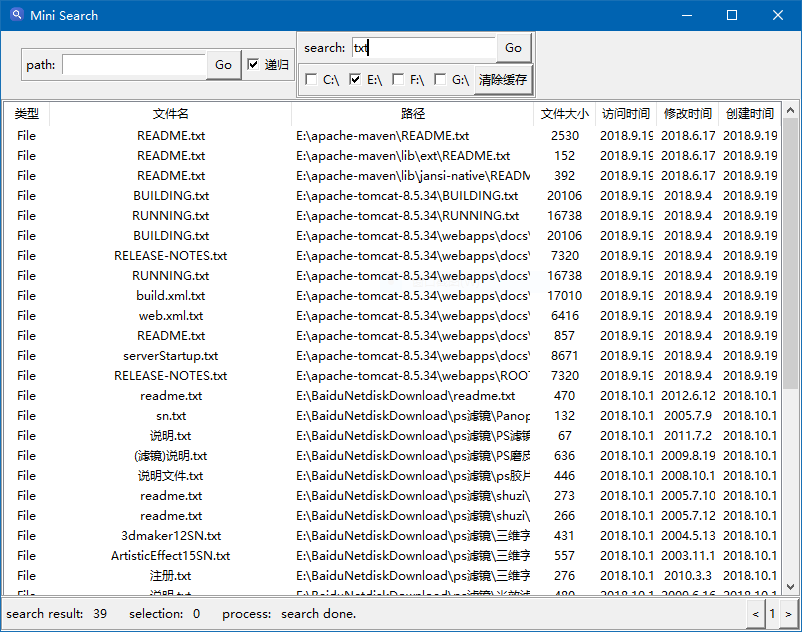 Mini Search
path: Go 递归
search: txt Go
C:\ E:\ F:\ G:\ 清除缓存
类型 文件名 路径 文件大小 访问时间 修改时间 创建时间
File README.txt E:\apache-maven\README.txt 2530 2018.9.19 2018.6.17 2018.9.19
File README.txt E:\apache-maven\lib\ext\README.txt 152 2018.9.19 2018.6.17 2018.9.19
File README.txt E:\apache-maven\lib\jansi-native\READM 392 2018.9.19 2018.6.17 2018.9.19
File BUILDING.txt E:\apache-tomcat-8.5.34\BUILDING.txt 20106 2018.9.19 2018.9.4 2018.9.19
File RUNNING.txt E:\apache-tomcat-8.5.34\RUNNING.txt 16738 2018.9.19 2018.9.4 2018.9.19
File BUILDING.txt E:\apache-tomcat-8.5.34\webapps\docs\ 20106 2018.9.19 2018.9.4 2018.9.19
File RELEASE-NOTES.txt E:\apache-tomcat-8.5.34\webapps\docs\ 7320 2018.9.19 2018.9.4 2018.9.19
File RUNNING.txt E:\apache-tomcat-8.5.34\webapps\docs\ 16738 2018.9.19 2018.9.4 2018.9.19
File build.xml.txt E:\apache-tomcat-8.5.34\webapps\docs\ 17010 2018.9.19 2018.9.4 2018.9.19
File web.xml.txt E:\apache-tomcat-8.5.34\webapps\docs\ 6416 2018.9.19 2018.9.4 2018.9.19
File README.txt E:\apache-tomcat-8.5.34\webapps\docs\ 857 2018.9.19 2018.9.4 2018.9.19
File serverStartup.txt E:\apache-tomcat-8.5.34\webapps\docs\ 8671 2018.9.19 2018.9.4 2018.9.19
File RELEASE-NOTES.txt E:\apache-tomcat-8.5.34\webapps\ROO 7320 2018.9.19 2018.9.4 2018.9.19
File readme.txt E:\BaiduNetdiskDownload\readme.txt 470 2018.10.1 2012.6.12 2018.10.1
File sn.txt E:\BaiduNetdiskDownload\ps滤镜\Panop 132 2018.10.1 2005.7.9 2018.10.1
File 说明.txt E:\BaiduNetdiskDownload\ps滤镜\PS滤镜 67 2018.10.1 2011.7.2 2018.10.1
File (滤镜)说明.txt E:\BaiduNetdiskDownload\ps滤镜\PS磨皮 636 2018.10.1 2009.8.19 2018.10.1
File 说明文件.txt E:\BaiduNetdiskDownload\ps滤镜\ps胶片 446 2018.10.1 2008.10.1 2018.10.1
File readme.txt E:\BaiduNetdiskDownload\ps滤镜\shuzi\ 273 2018.10.1 2005.7.10 2018.10.1
File readme.txt E:\BaiduNetdiskDownload\ps滤镜\shuzi\ 266 2018.10.1 2005.7.12 2018.10.1
File 3dmaker12SN.txt E:\BaiduNetdiskDownload\ps滤镜\三维字 431 2018.10.1 2004.5.13 2018.10.1
File ArtisticEffect15SN.txt E:\BaiduNetdiskDownload\ps滤镜\三维字 557 2018.10.1 2003.11.1 2018.10.1
File 注册.txt E:\BaiduNetdiskDownload\ps滤镜\三维字 276 2018.10.1 2010.3.3 2018.10.1
File 说明.txt E:\BaiduNetdiskDownload\ps滤镜\ 2018.10.1 2009.6.16 2018.10.1
search result: 39 selection: 0 process: search done. < 1 >